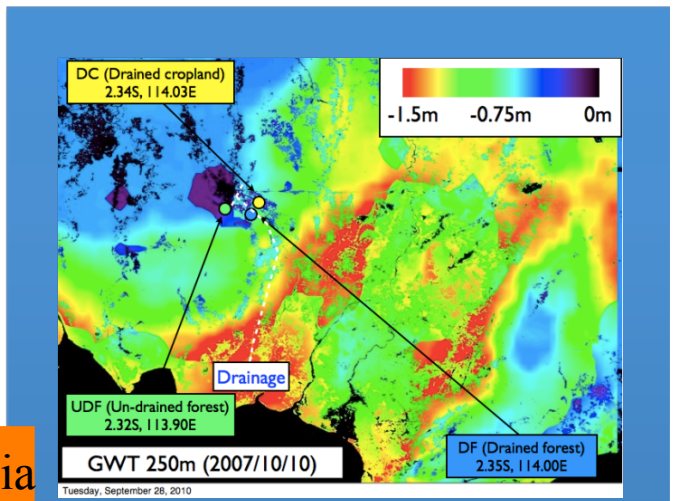 DC (Drained cropland)
2.34S, 114.03E
-1.5m -0.75m 0m
Drainage
UDF (Un-drained forest)
2.32S, 113.90E
DF (Drained forest)
2.35S, 114.00E
GWT 250m (2007/10/10)
ia
Tuesday, September 28, 2010